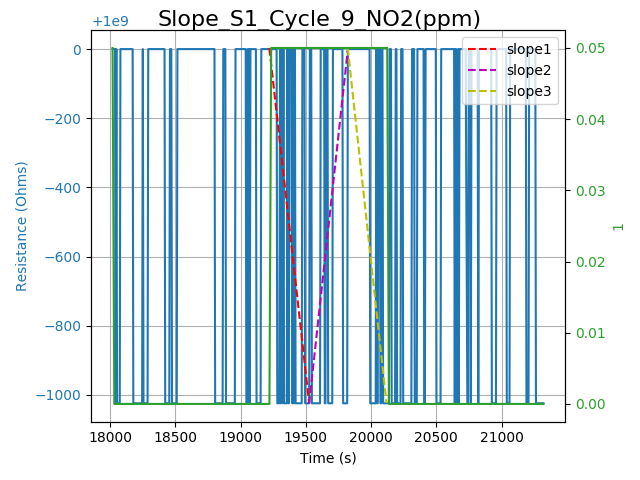 Slope_S1_Cycle_9_NO2(ppm)
+1e9
0
−200
−400
−600
−800
−1000
Resistance (Ohms)
18000 18500 19000 19500 20000 20500 21000
Time (s)
0.05
0.04
0.03
0.02
0.01
0.00
1
slope1
slope2
slope3